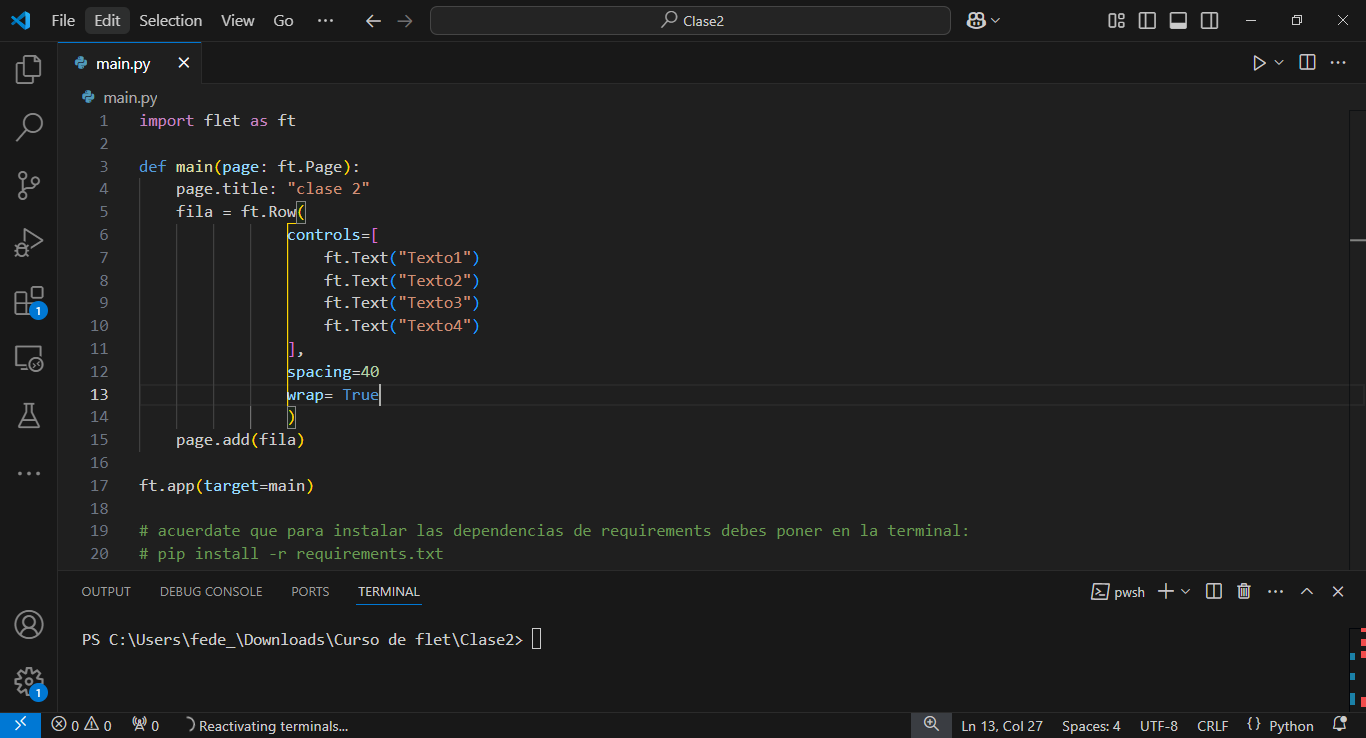 File Edit Selection View Go ··· Clase2
main.py
main.py
1 import flet as ft
2
3 def main(page: ft.Page):
4 page.title: "clase 2"
5 fila = ft.Row(
6 controls=[
7 ft.Text("Texto1")
8 ft.Text("Texto2")
9 ft.Text("Texto3")
10 ft.Text("Texto4")
11 ],
12 spacing=40
13 wrap= True
14 )
15 page.add(fila)
16
17 ft.app(target=main)
18
19 # acuerdate que para instalar las dependencias de requirements debes poner en la terminal:
20 # pip install -r requirements.txt
1
OUTPUT DEBUG CONSOLE PORTS TERMINAL pwsh
PS C:\Users\fede_\Downloads\Curso de flet\Clase2>
1
0 0 0 Reactivating terminals... Ln 13, Col 27 Spaces: 4 UTF-8 CRLF {} Python